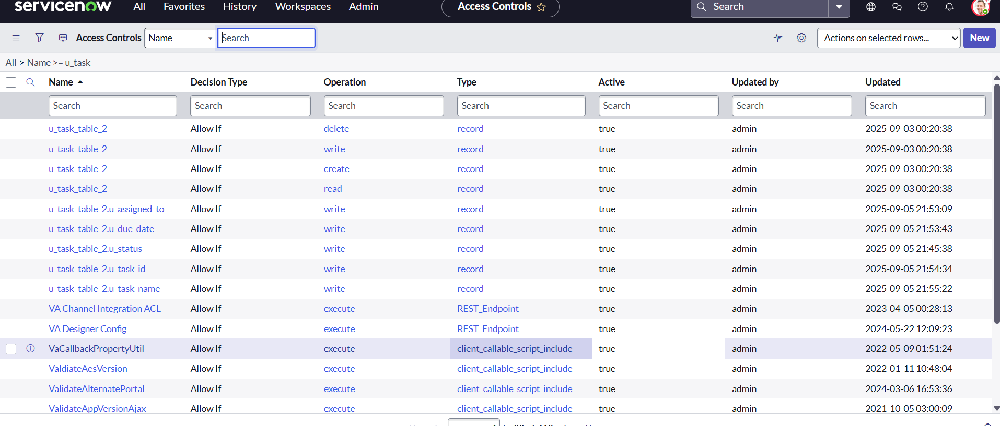 servicenow All Favorites History Workspaces Admin Access Controls Search
Access Controls Name Search Actions on selected rows... New
All > Name >= u_task
Name Decision Type Operation Type Active Updated by Updated
Search Search Search Search Search Search Search
u_task_table_2 Allow If delete record true admin 2025-09-03 00:20:38
u_task_table_2 Allow If write record true admin 2025-09-03 00:20:38
u_task_table_2 Allow If create record true admin 2025-09-03 00:20:38
u_task_table_2 Allow If read record true admin 2025-09-03 00:20:38
u_task_table_2.u_assigned_to Allow If write record true admin 2025-09-05 21:53:09
u_task_table_2.u_due_date Allow If write record true admin 2025-09-05 21:53:43
u_task_table_2.u_status Allow If write record true admin 2025-09-05 21:45:38
u_task_table_2.u_task_id Allow If write record true admin 2025-09-05 21:54:34
u_task_table_2.u_task_name Allow If write record true admin 2025-09-05 21:55:22
VA Channel Integration ACL Allow If execute REST_Endpoint true admin 2023-04-05 00:28:13
VA Designer Config Allow If execute REST_Endpoint true admin 2024-05-22 12:09:23
VaCallbackPropertyUtil Allow If execute client_callable_script_include true admin 2022-05-09 01:51:24
ValdiateAesVersion Allow If execute client_callable_script_include true admin 2022-01-11 10:48:04
ValidateAlternatePortal Allow If execute client_callable_script_include true admin 2024-03-06 16:53:36
ValidateAppVersionAjax Allow If execute client_callable_script_include true admin 2021-10-05 03:00:09